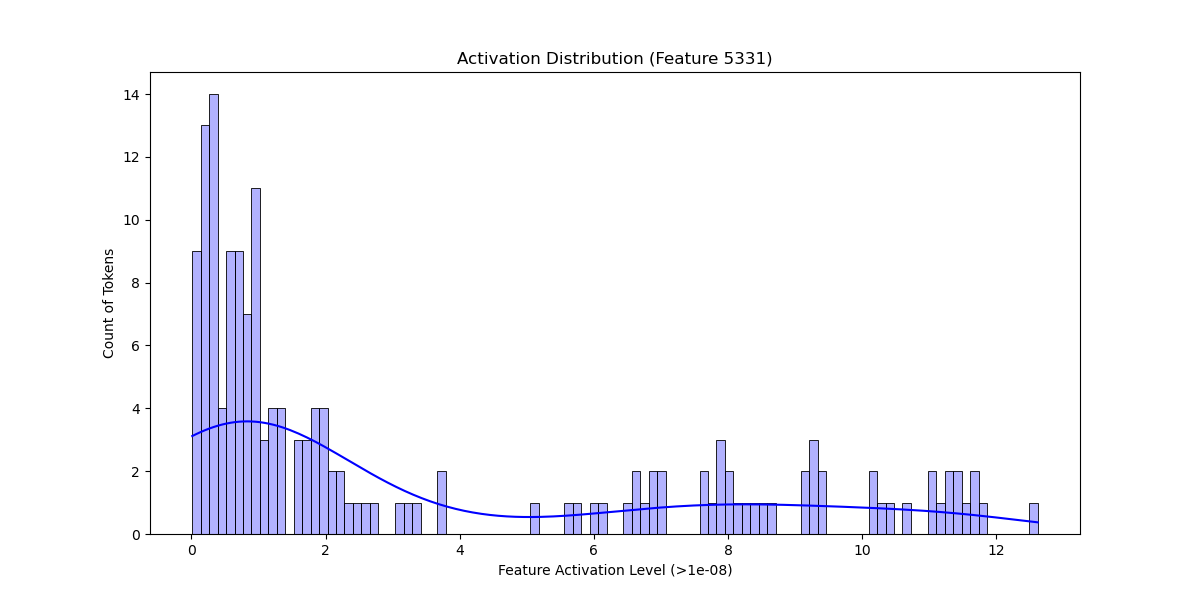 Activation Distribution (Feature 5331)
14
12
10
8
6
4
2
0
Count of Tokens
0 2 4 6 8 10 12
Feature Activation Level (>1e-08)